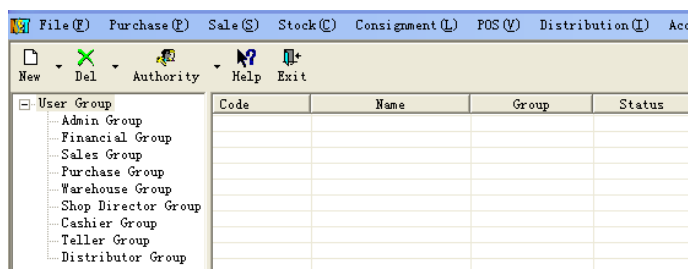 File(F) Purchase(P) Sale(S) Stock(C) Consignment(L) POS(V) Distribution(I) Acc
New Del Authority Help Exit
User Group
Code Name Group Status
Admin Group
Financial Group
Sales Group
Purchase Group
Warehouse Group
Shop Director Group
Cashier Group
Teller Group
Distributor Group